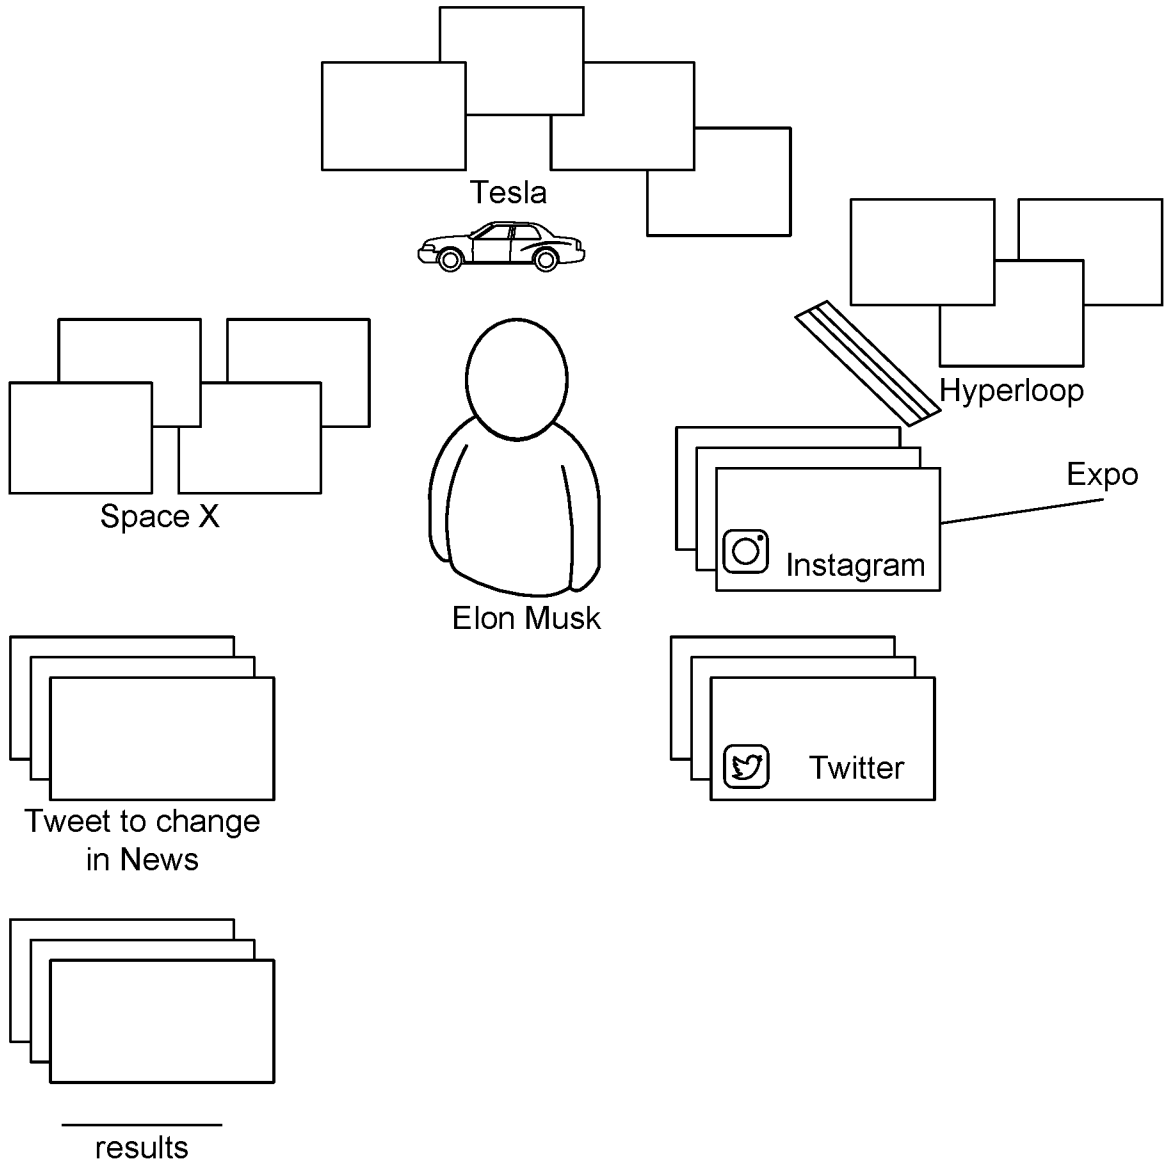 Tesla
Hyperloop
Expo
Space X
Instagram
Elon Musk
Twitter
Tweet to change
in News
results